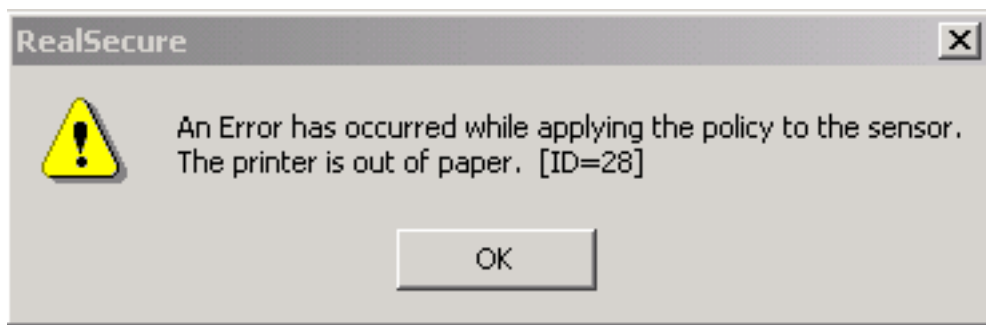 RealSecure
An Error has occurred while applying the policy to the sensor.
The printer is out of paper. [ID=28]
OK